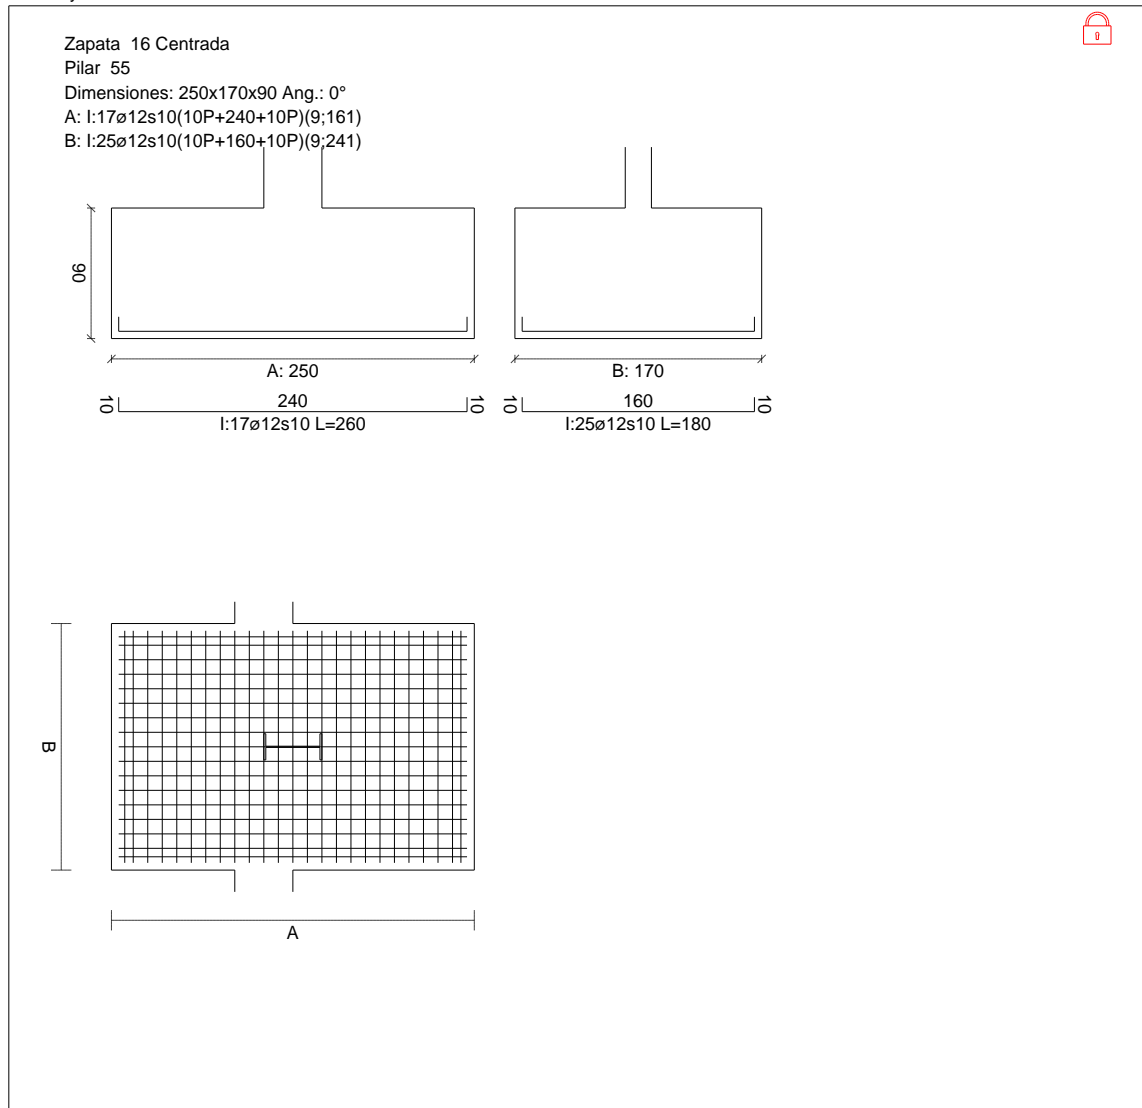 Zapata 16 Centrada
Pilar 55
Dimensiones: 250x170x90 Ang.: 0°
A: I:17ø12s10(10P+240+10P)(9;161)
B: I:25ø12s10(10P+160+10P)(9;241)
90
A: 250
B: 170
10 240 10
10 160 10
I:17ø12s10 L=260
I:25ø12s10 L=180
B
A